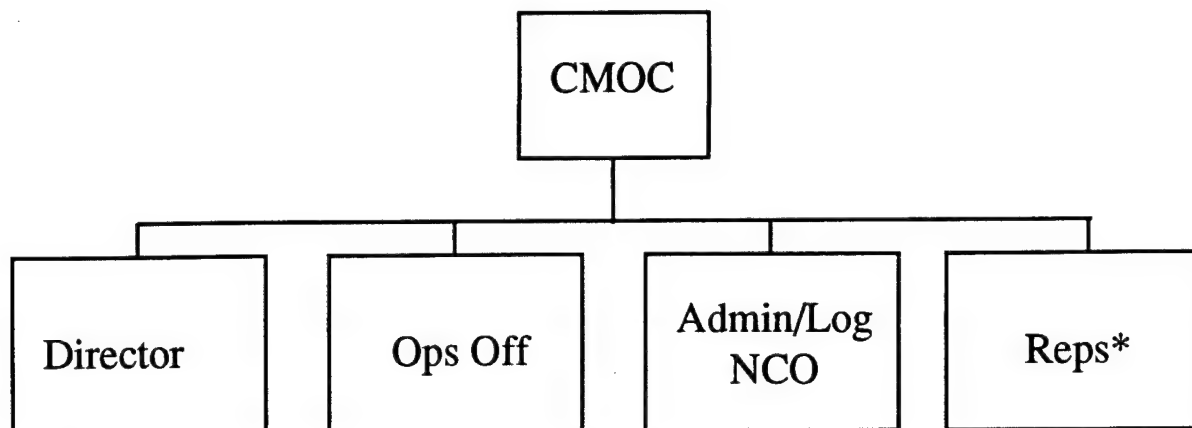 CMOC
Director
Ops Off
Admin/Log
NCO
Reps*